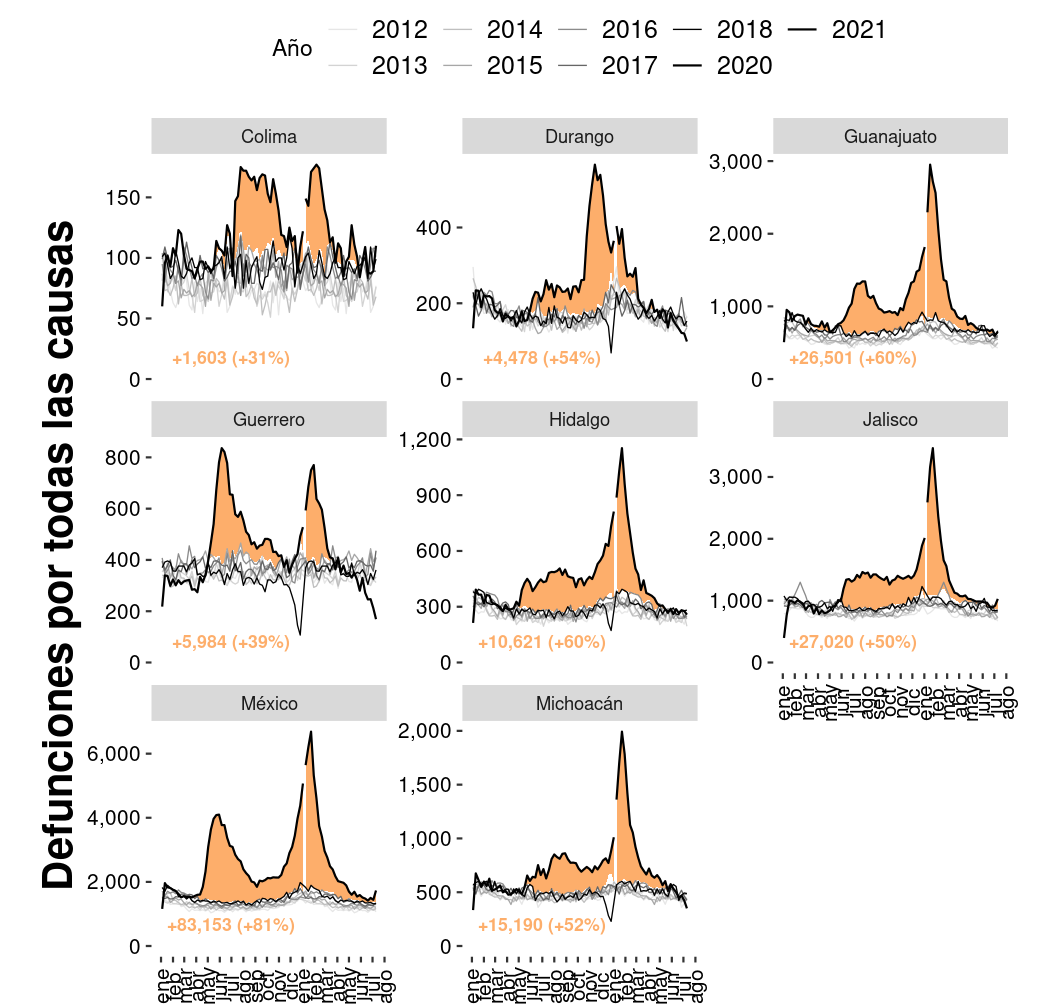 Año
2012 2014 2016 2018 2021
2013 2015 2017 2020
Defunciones por todas las causas
Colima
150
100
50
0
+1,603 (+31%)
Durango
400
200
0
+4,478 (+54%)
Guanajuato
3,000
2,000
1,000
0
+26,501 (+60%)
Guerrero
800
600
400
200
0
+5,984 (+39%)
Hidalgo
1,200
900
600
300
0
+10,621 (+60%)
Jalisco
3,000
2,000
1,000
0
+27,020 (+50%)
ene feb mar abr may jun jul ago sep oct nov dic ene feb mar abr may jun jul ago
México
6,000
4,000
2,000
0
+83,153 (+81%)
ene feb mar abr may jun jul ago sep oct nov dic ene feb mar abr may jun jul ago
Michoacán
2,000
1,500
1,000
500
0
+15,190 (+52%)
ene feb mar abr may jun jul ago sep oct nov dic ene feb mar abr may jun jul ago